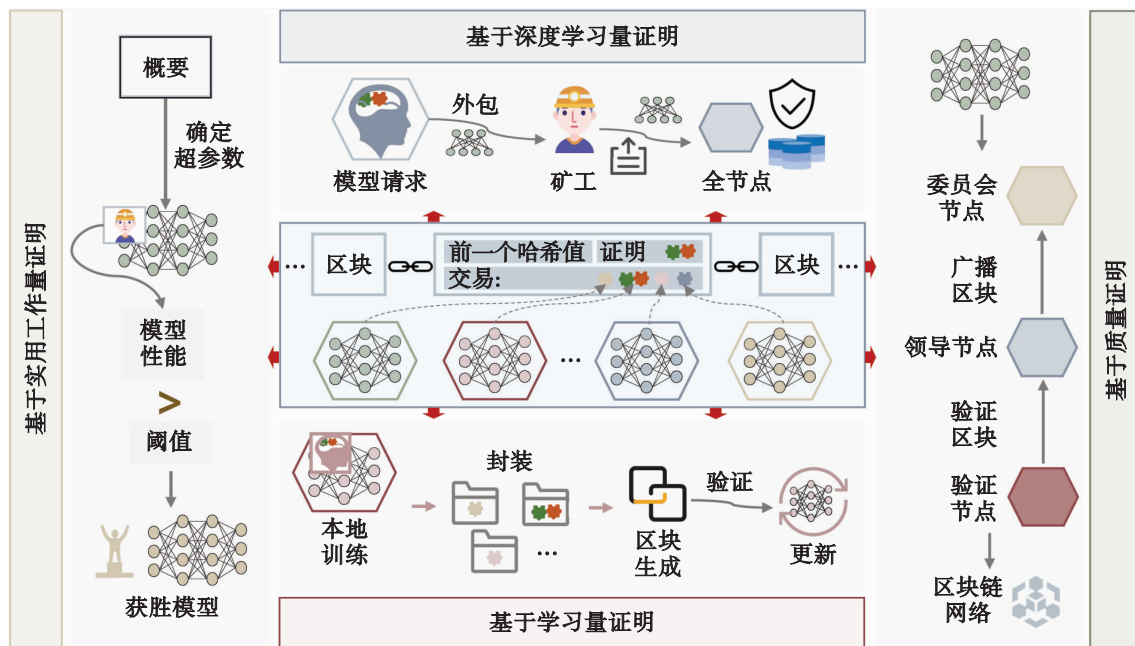 基于实用工作量证明
概要
确定
超参数
模型
性能
>
阈值
获胜模型
基于深度学习量证明
模型请求
外包
矿工
全节点
...
区块
前一个哈希值
证明
交易:
区块
...
...
本地
训练
封装
...
区块
生成
验证
更新
基于学习量证明
委员会
节点
广播
区块
领导节点
验证
区块
验证
节点
区块链
网络
基于质量证明